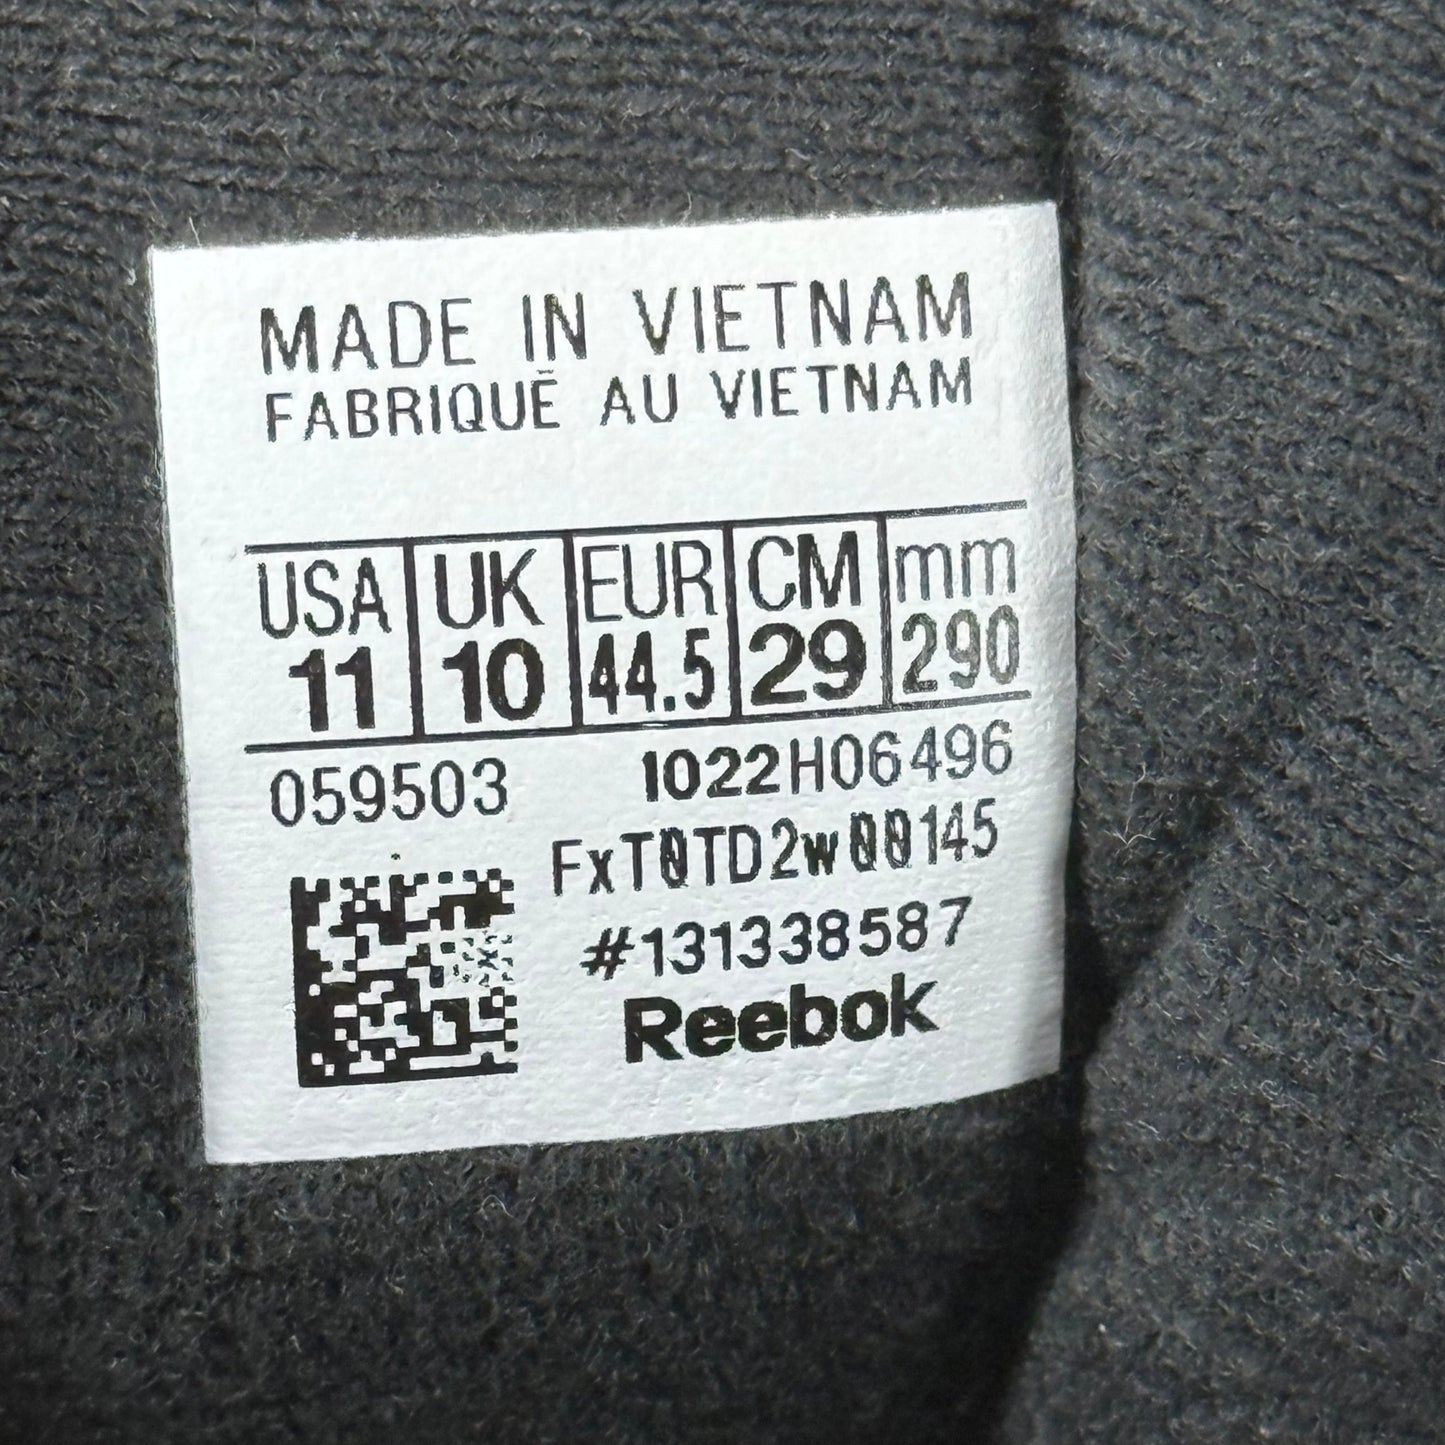 MADE IN VIETNAM
FABRIQUĒ AU VIETNAM
USA UK EUR CM mm
11 10 44.5 29 290
059503 1022H06496
FxT0TD2w00145
#131338587
Reebok